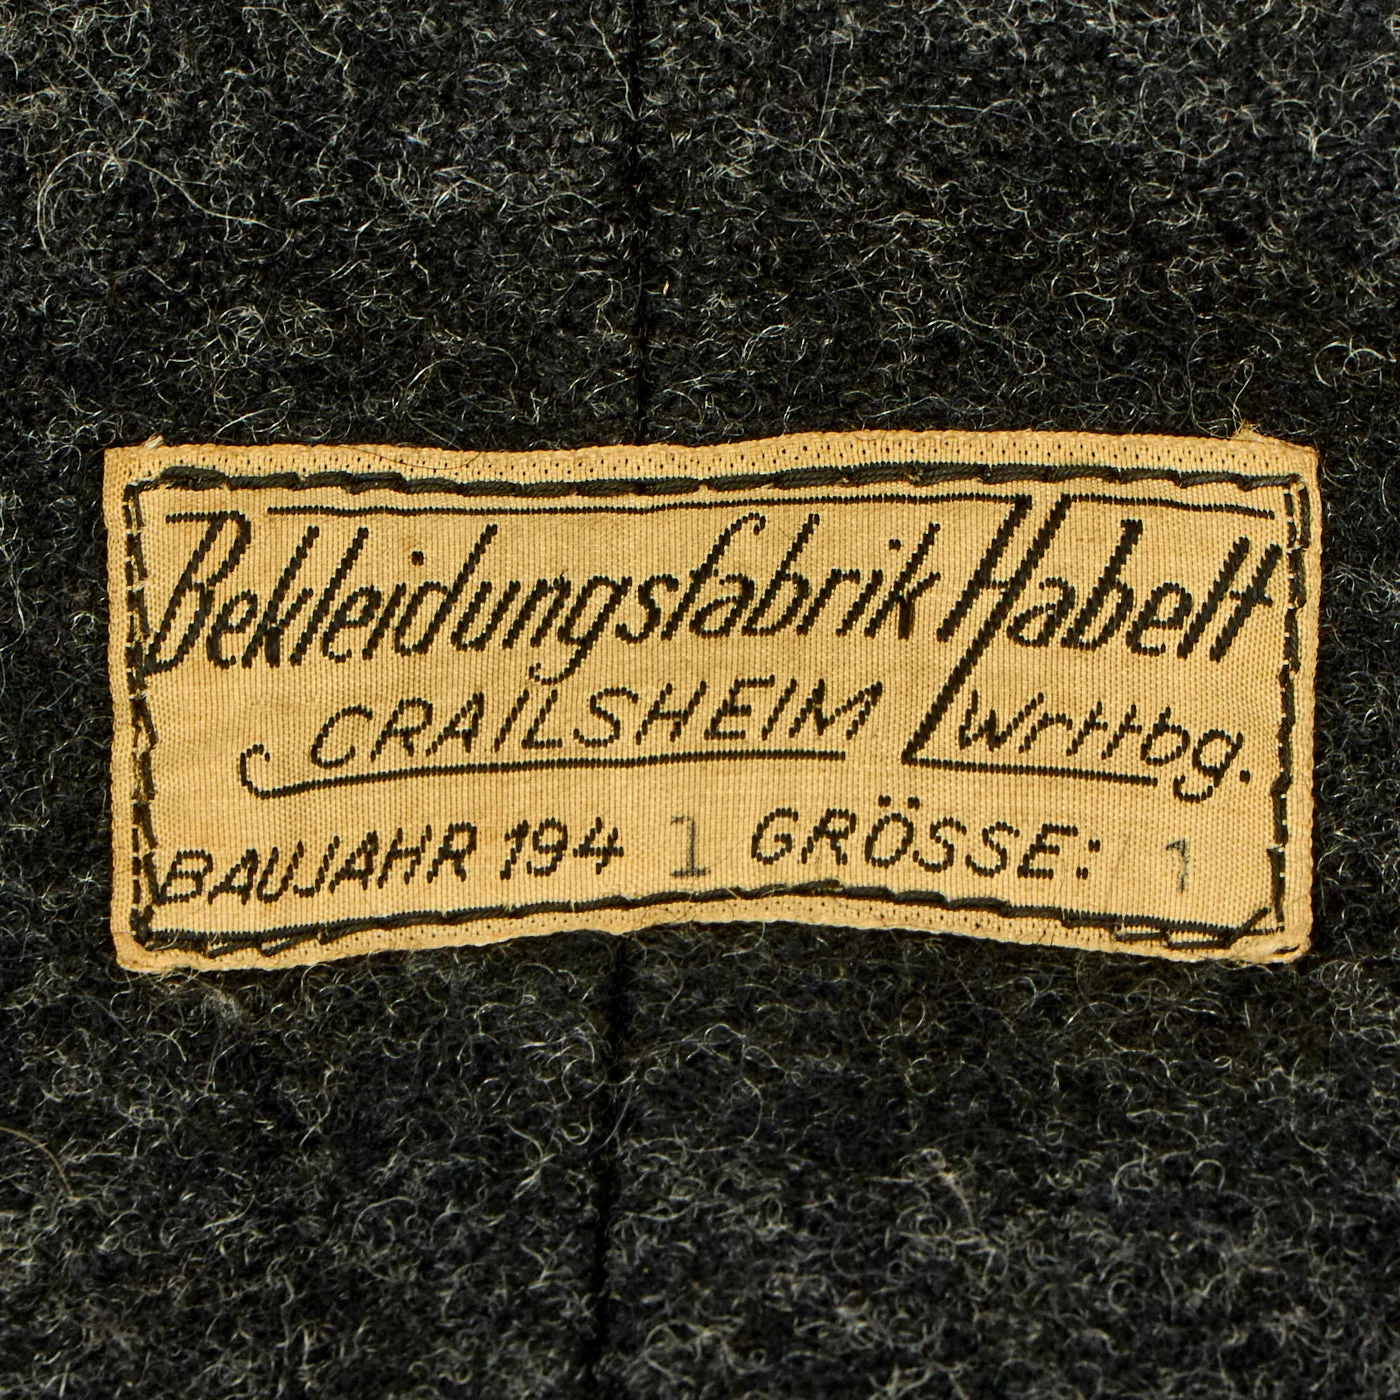 Bekleidungsfabrik Habelt
CRAILSHEIM Wrttbg.
BAUJAHR 194 1 GRÖSSE: 1